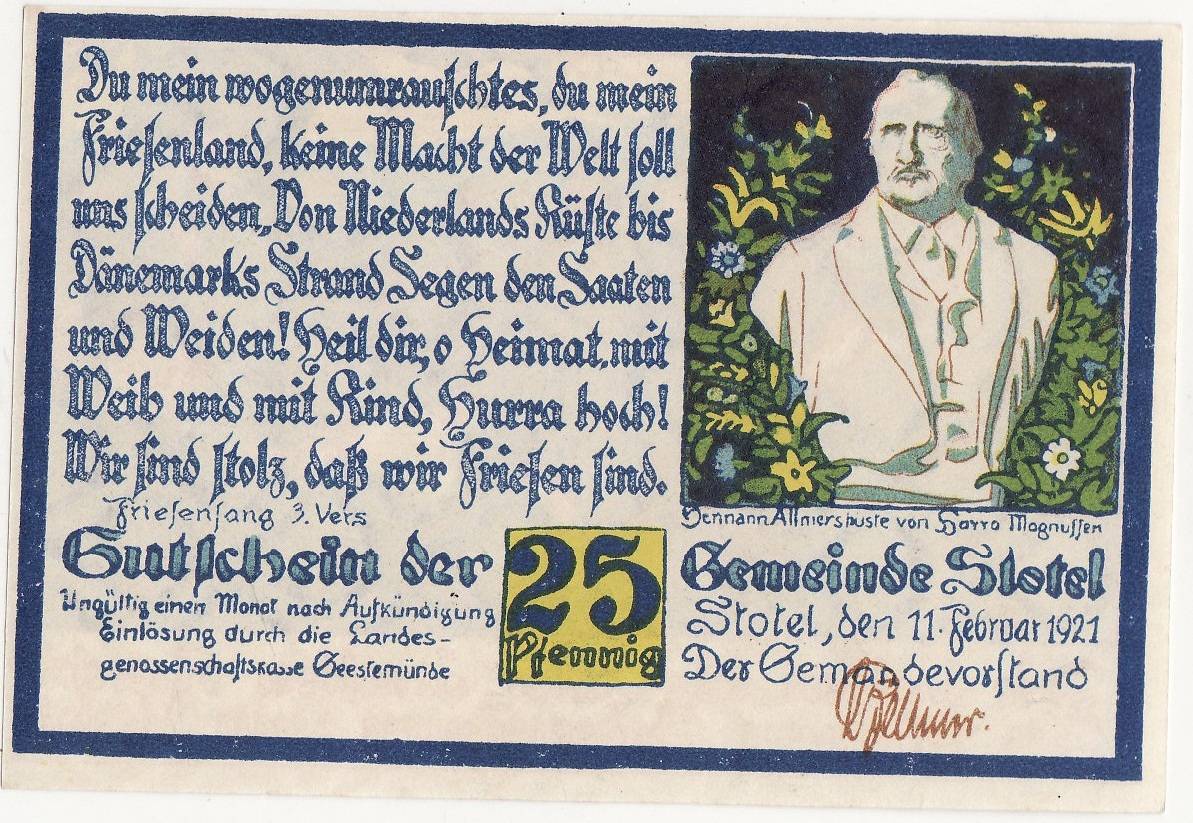 Du mein wogenumrauschtes, du mein
Friesenland, keine Macht der Welt soll
uns scheiden, Von Niederlands Küste bis
Dänemarks Strand Segen den Saaten
und Weiden! Heil dir, o Heimat, mit
Weib und mit Kind, Hurra hoch!
Wir sind stolz, daß wir Friesen sind.
Friesensang 3. Vers
Hermann Allmersbuste von Harro Magnussen
Gutschein der
Ungültig einen Monat nach Aufkündigung
Einlösung durch die Landes-
genossenschaftskasse Geestemünde
25
Pfennig
Gemeinde Stotel
Stotel, den 11. Februar 1921
Der Gemeindevorstand